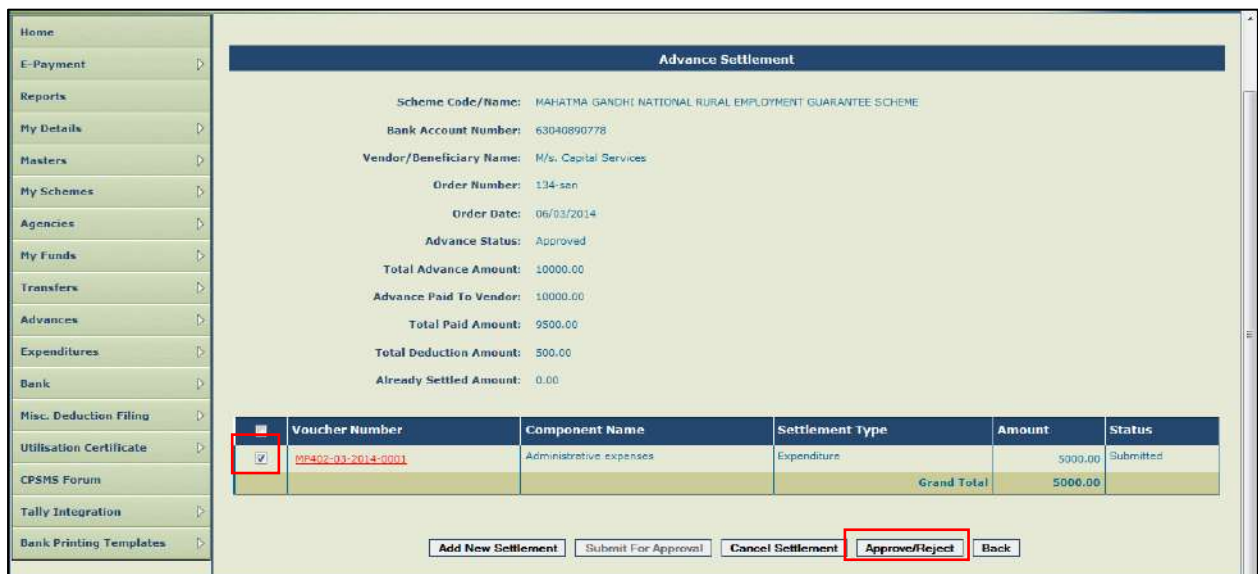 Home
E-Payment
Reports
My Details
Masters
My Schemes
Agencies
My Funds
Transfers
Advances
Expenditures
Bank
Misc. Deduction Filing
Utilisation Certificate
CPSMS Forum
Tally Integration
Bank Printing Templates
Advance Settlement
Scheme Code/Name: MAHATMA GANDHI NATIONAL RURAL EMPLOYMENT GUARANTEE SCHEME
Bank Account Number: 63040890778
Vendor/Beneficiary Name: M/s. Capital Services
Order Number: 134-san
Order Date: 06/03/2014
Advance Status: Approved
Total Advance Amount: 10000.00
Advance Paid To Vendor: 10000.00
Total Paid Amount: 9500.00
Total Deduction Amount: 500.00
Already Settled Amount: 0.00
Voucher Number Component Name Settlement Type Amount Status
MP402-03-2014-0001 Administrative expenses Expenditure 5000.00 Submitted
Grand Total 5000.00
Add New Settlement Submit For Approval Cancel Settlement Approve/Reject Back